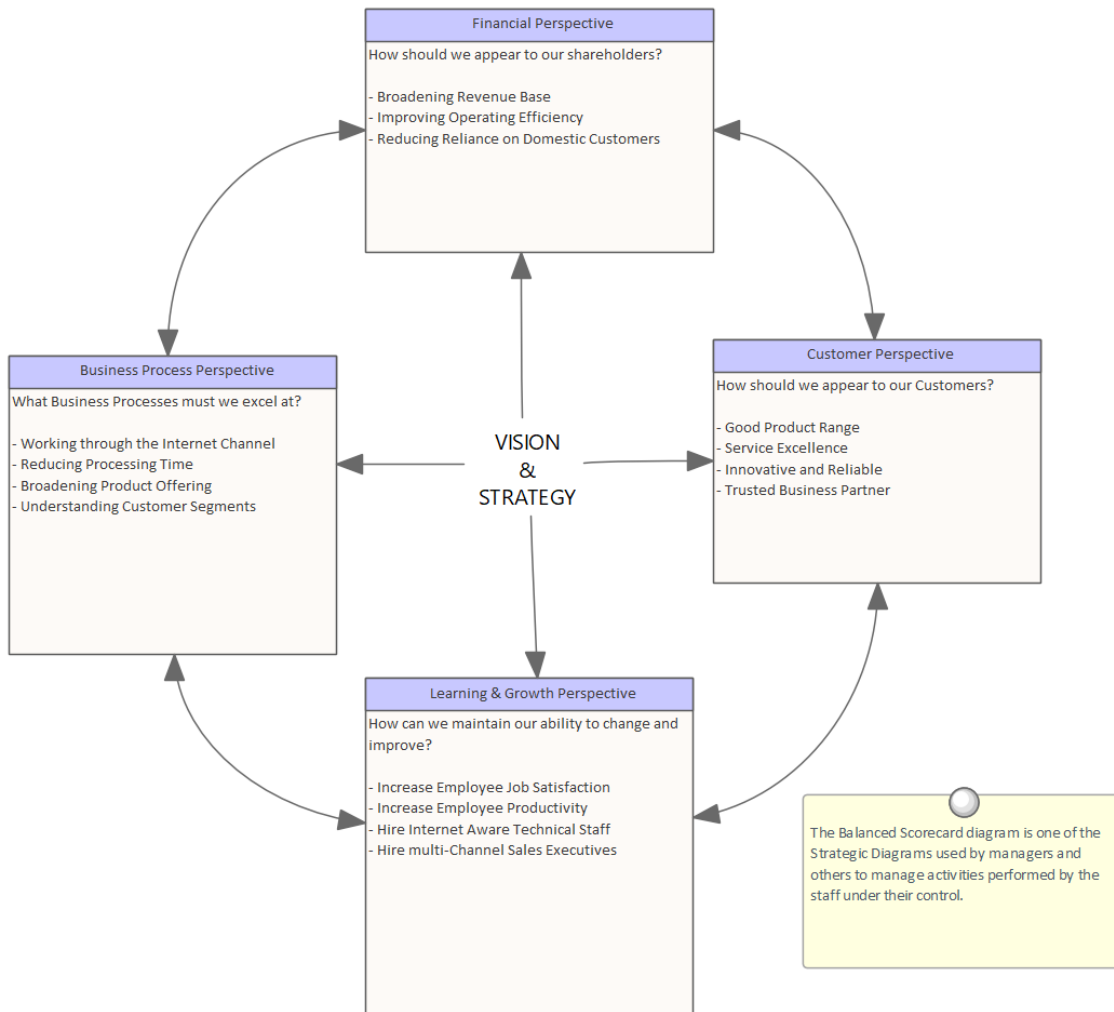 Financial Perspective
How should we appear to our shareholders?
- Broadening Revenue Base
- Improving Operating Efficiency
- Reducing Reliance on Domestic Customers
Business Process Perspective
What Business Processes must we excel at?
- Working through the Internet Channel
- Reducing Processing Time
- Broadening Product Offering
- Understanding Customer Segments
VISION
&
STRATEGY
Customer Perspective
How should we appear to our Customers?
- Good Product Range
- Service Excellence
- Innovative and Reliable
- Trusted Business Partner
Learning & Growth Perspective
How can we maintain our ability to change and
improve?
- Increase Employee Job Satisfaction
- Increase Employee Productivity
- Hire Internet Aware Technical Staff
- Hire multi-Channel Sales Executives
The Balanced Scorecard diagram is one of the
Strategic Diagrams used by managers and
others to manage activities performed by the
staff under their control.